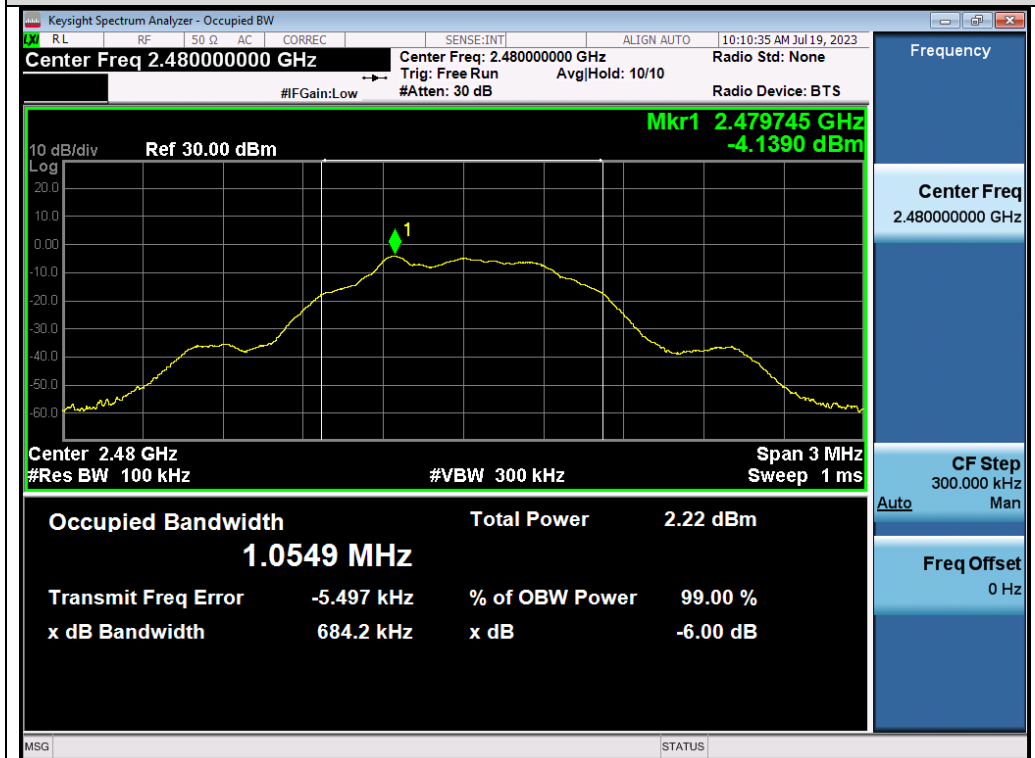 Keysight Spectrum Analyzer - Occupied BW
LXI RL RF 50 Ω AC CORREC SENSE:INT ALIGN AUTO 10:10:35 AM Jul 19, 2023
Center Freq 2.480000000 GHz
Center Freq: 2.480000000 GHz
Radio Std: None
Trig: Free Run Avg|Hold: 10/10
#IFGain:Low
#Atten: 30 dB
Radio Device: BTS
Mkr1 2.479745 GHz
-4.1390 dBm
10 dB/div Ref 30.00 dBm
Log
20.0
10.0
0.00
-10.0
-20.0
-30.0
-40.0
-50.0
-60.0
1
Center 2.48 GHz
Span 3 MHz
#Res BW 100 kHz
#VBW 300 kHz
Sweep 1 ms
Occupied Bandwidth
Total Power 2.22 dBm
1.0549 MHz
Transmit Freq Error -5.497 kHz
% of OBW Power 99.00 %
x dB Bandwidth 684.2 kHz
x dB -6.00 dB
MSG
STATUS
Frequency
Center Freq
2.480000000 GHz
CF Step
300.000 kHz
Auto Man
Freq Offset
0 Hz